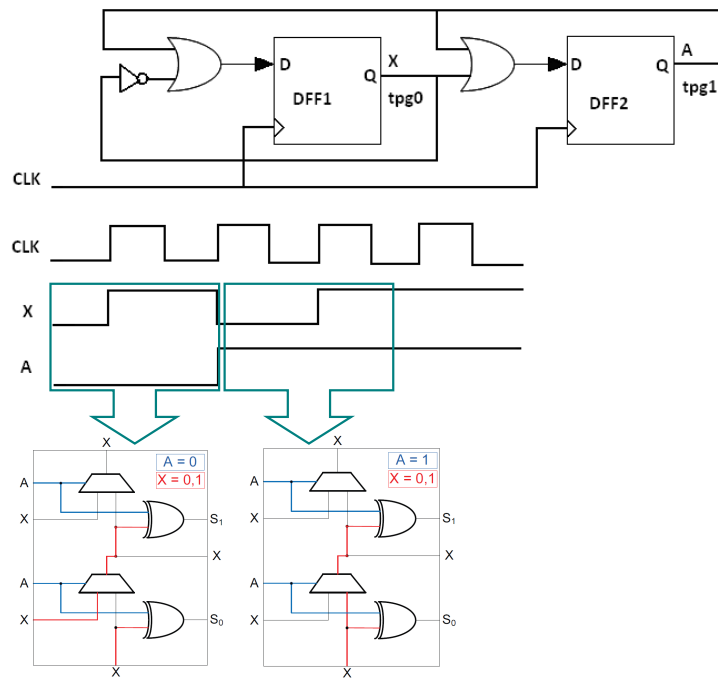 X A
D Q D Q
DFF1 tpg0 DFF2 tpg1
CLK
CLK
X
A
X X
A = 0 A = 1
X = 0,1 X = 0,1
A A
X S1 X S1
X X
A A
X S0 X S0
X X